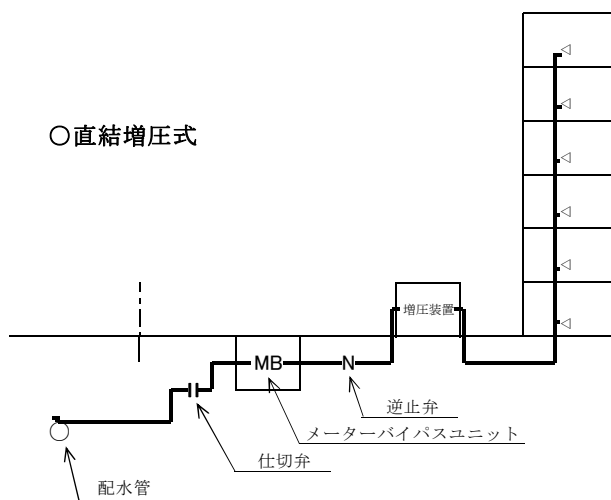 ○直結増圧式
増圧装置
MB
N
逆止弁
メーターバイパスユニット
仕切弁
配水管